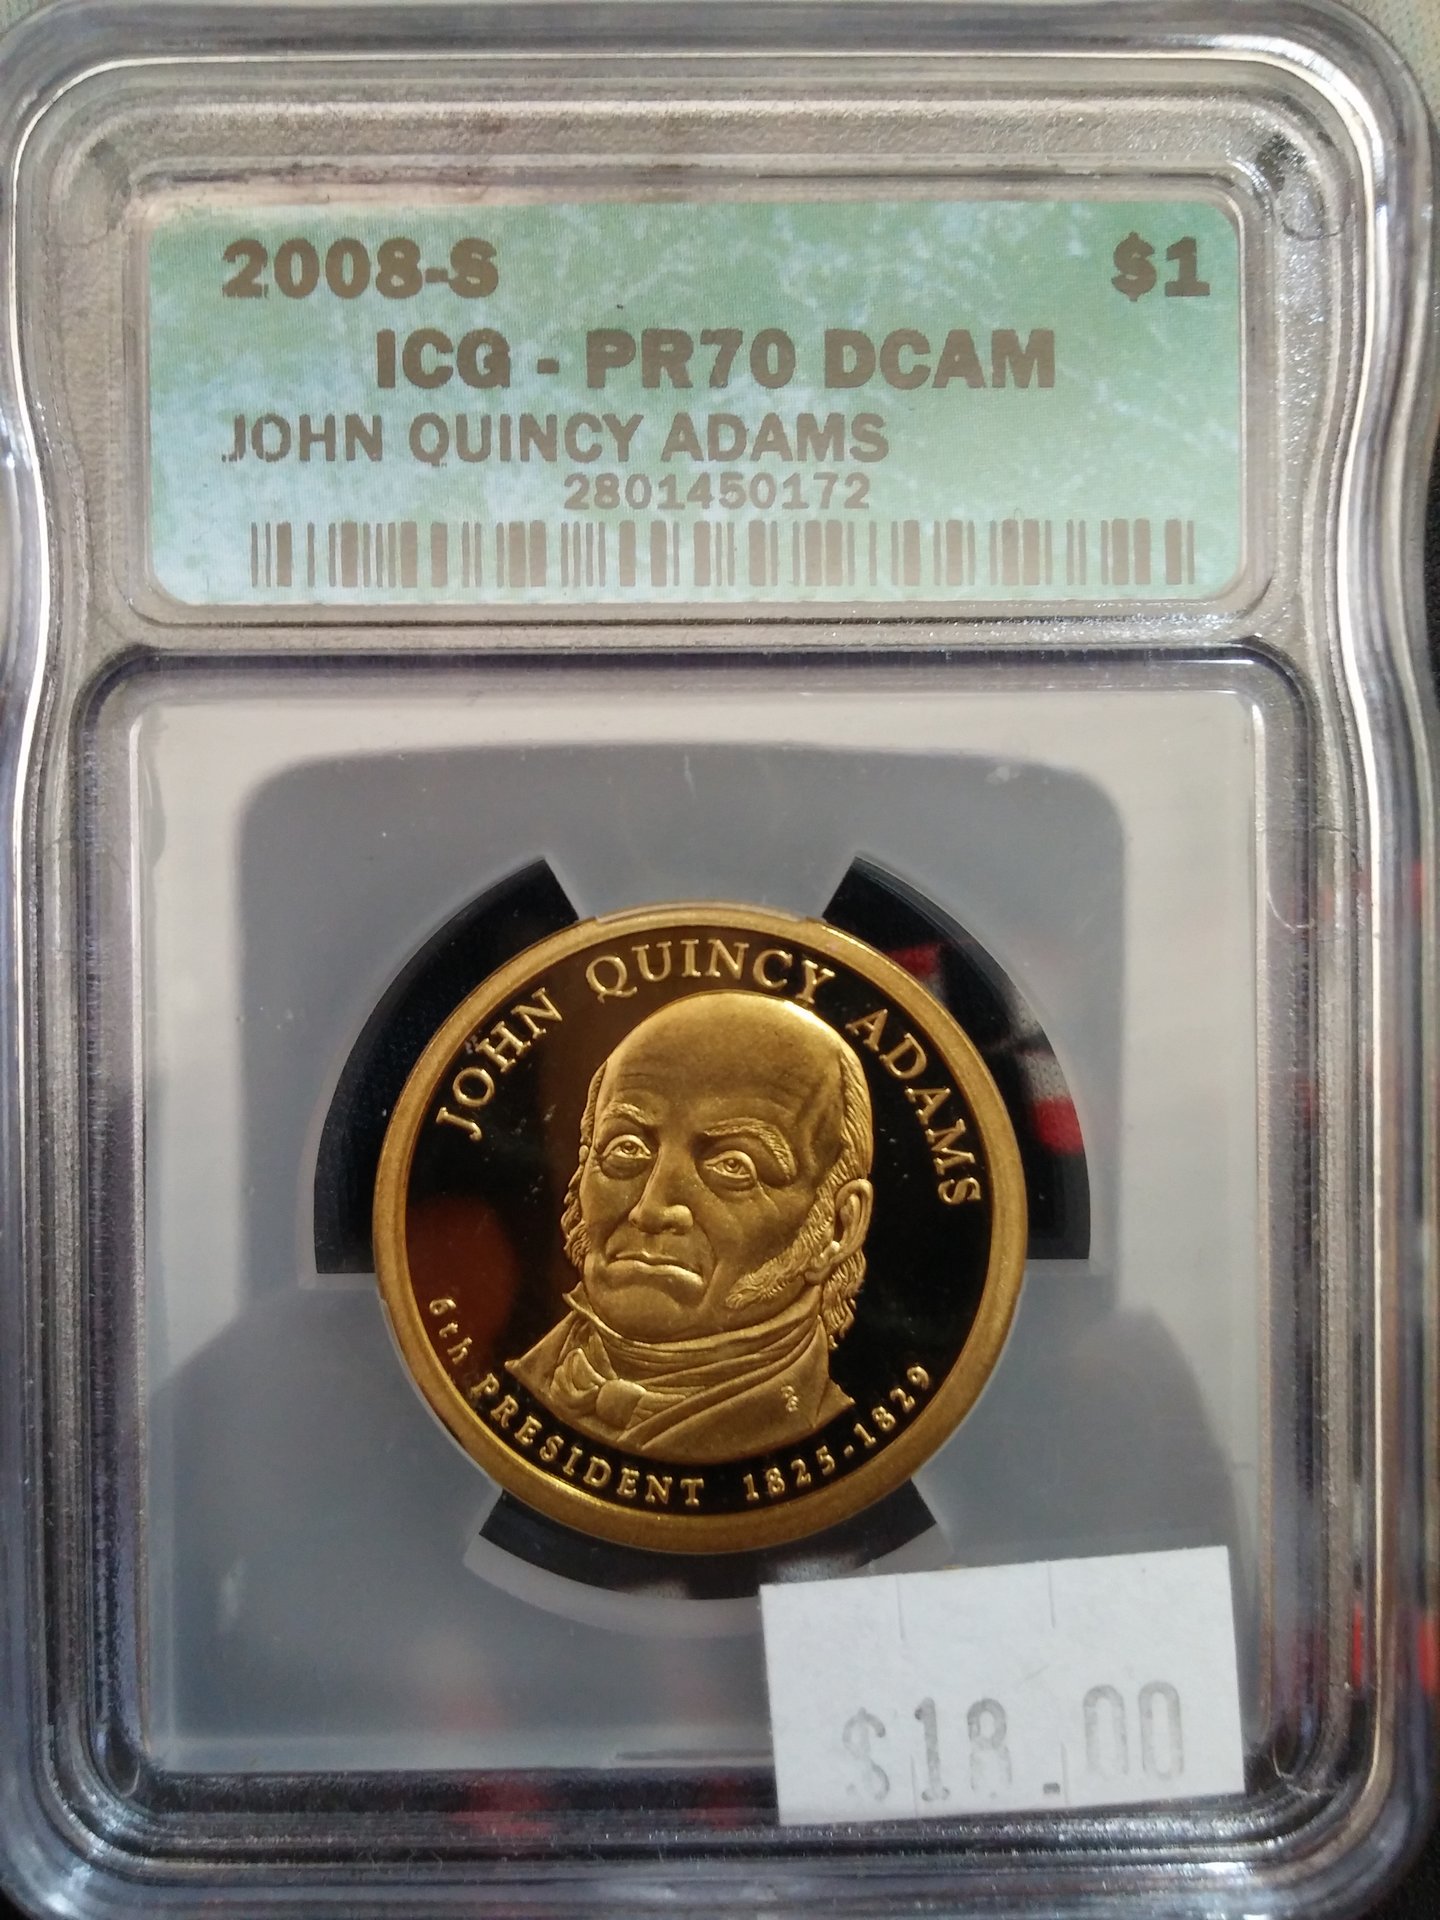 2008-S $1
ICG - PR70 DCAM
JOHN QUINCY ADAMS
2801450172
JOHN QUINCY ADAMS
6th PRESIDENT 1825-1829
$18.00